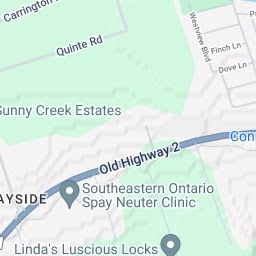 Carrington
Westview Blvd
Quinte Rd
Finch Ln
Dove Ln
Sunny Creek Estates
Old Highway 2
Con
AYSIDE
Southeastern Ontario
Spay Neuter Clinic
Linda's Luscious Locks